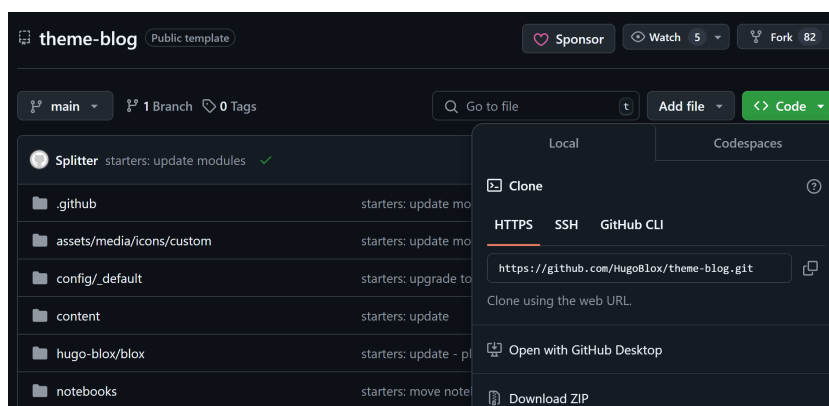 theme-blog Public template Sponsor Watch 5 Fork 82
main 1 Branch 0 Tags Go to file t Add file Code
Local Codespaces
Splitter starters: update modules
Clone
.github starters: update mo
HTTPS SSH GitHub CLI
assets/media/icons/custom starters: update mo
https://github.com/HugoBlox/theme-blog.git
config/_default starters: upgrade to
Clone using the web URL.
content starters: update
hugo-blox/blox starters: update - pl
Open with GitHub Desktop
notebooks starters: move note
Download ZIP